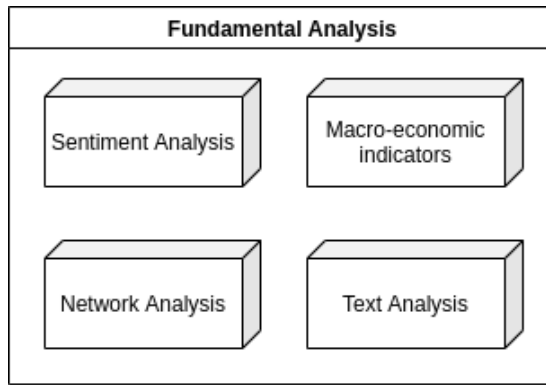 Fundamental Analysis
Sentiment Analysis
Macro-economic
indicators
Network Analysis
Text Analysis